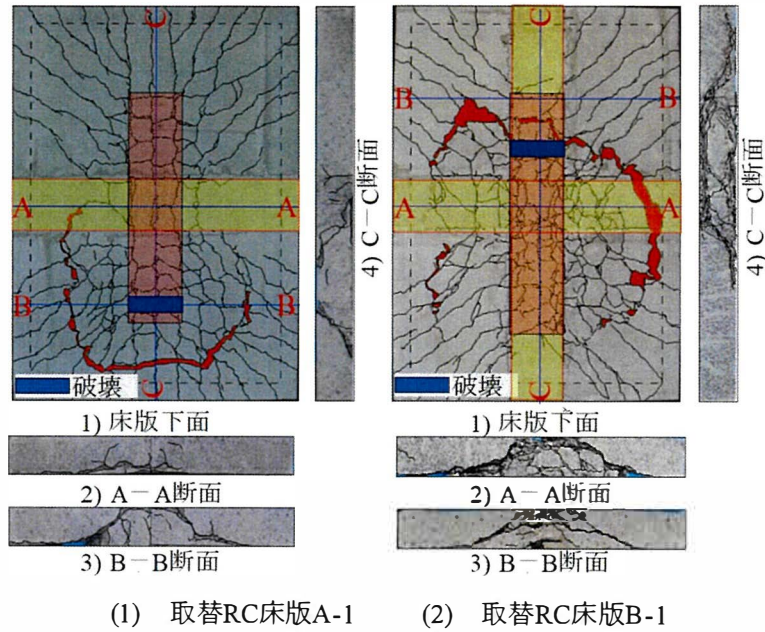 C
C
A
A
B
B
C
破壊
1) 床版下面
2) A－A断面
3) B－B断面
4) C－C断面
(1) 取替RC床版A-1
C
B
B
A
A
C
破壊
1) 床版下面
2) A－A断面
3) B－B断面
4) C－C断面
(2) 取替RC床版B-1